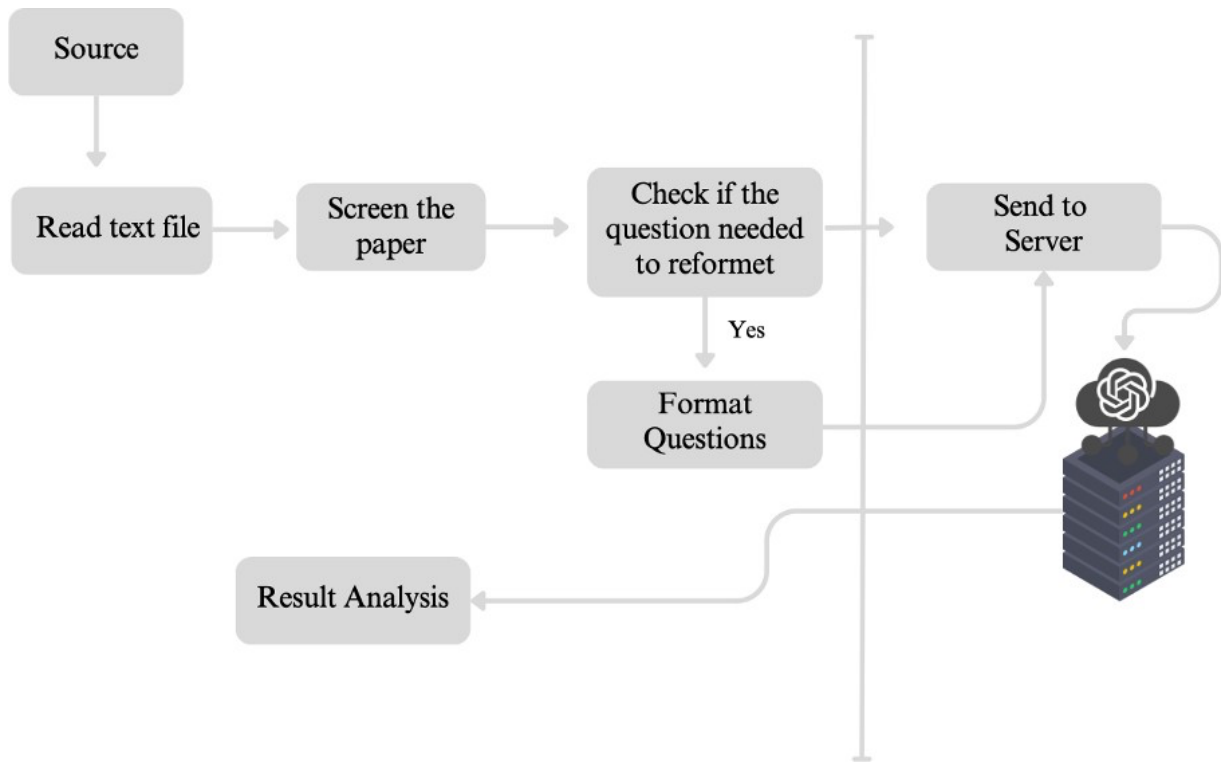 Source
Read text file
Screen the
paper
Check if the
question needed
to reformet
Send to
Server
Yes
Format
Questions
Result Analysis